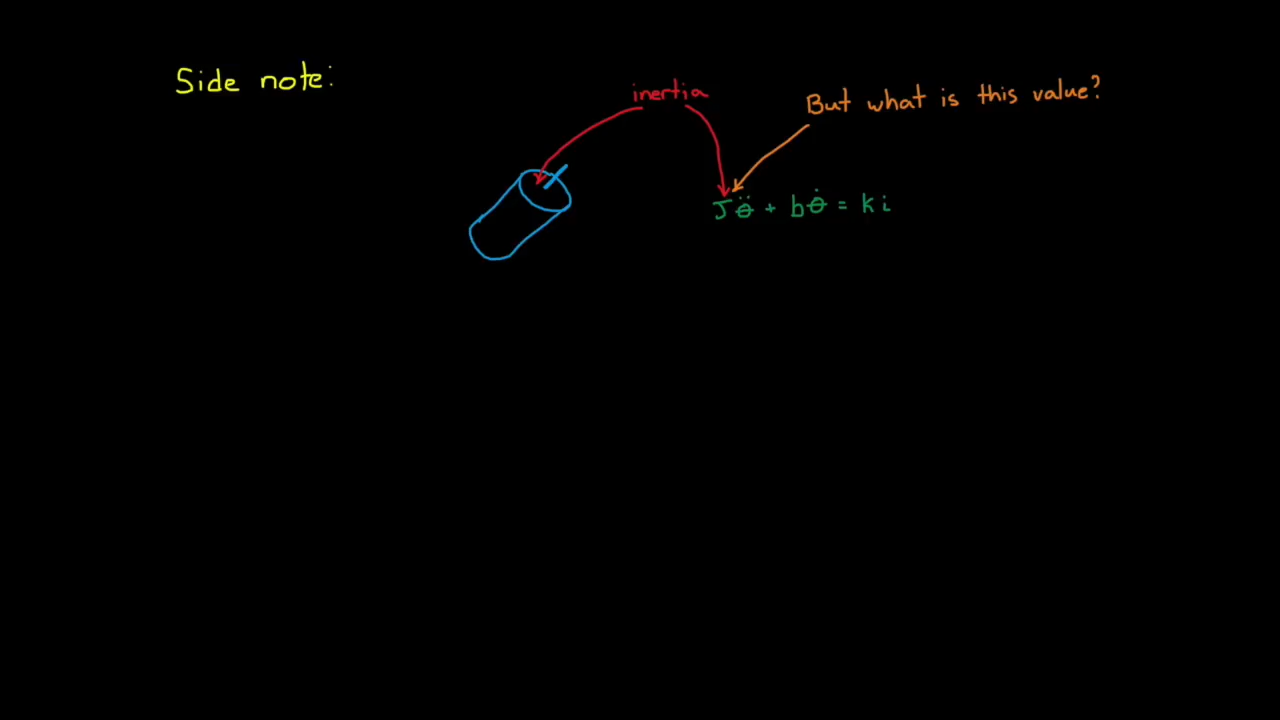 Side note:
inertia
But what is this value?
Jθ̈ + bθ̇ = ki